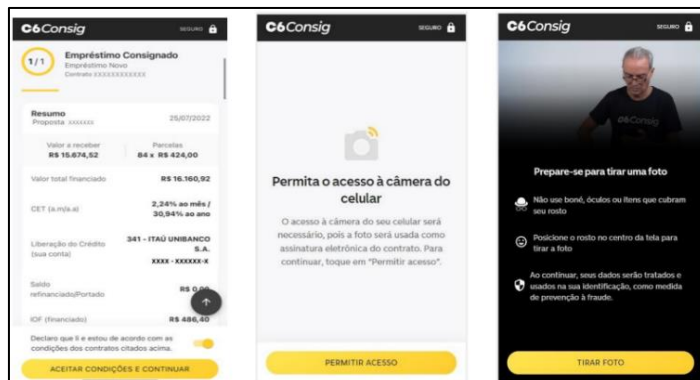 C6Consig
SEGURO
1/1
Empréstimo Consignado
Empréstimo Novo
Contrato XXXXXXXXXXXX
Resumo
25/07/2022
Proposta xxxxxxx
Valor a receber
Parcelas
R$ 15.674,52
84 x R$ 424,00
Valor total financiado
R$ 16.160,92
CET (a.m/a.a)
2,24% ao mês /
30,94% ao ano
Liberação do Crédito
(sua conta)
341 - ITAÚ UNIBANCO
S.A.
XXXX - XXXXXX-X
Saldo
refinanciado/Portado
R$ 0,00
IOF (financiado)
R$ 486,40
Declaro que li e estou de acordo com as
condições dos contratos citados acima.
ACEITAR CONDIÇÕES E CONTINUAR
C6Consig
SEGURO
Permita o acesso à câmera do
celular
O acesso à câmera do seu celular será
necessário, pois a foto será usada como
assinatura eletrônica do contrato. Para
continuar, toque em "Permitir acesso".
PERMITIR ACESSO
C6Consig
SEGURO
C6Consig
Prepare-se para tirar uma foto
Não use boné, óculos ou itens que cubram
seu rosto
Posicione o rosto no centro da tela para
tirar a foto
Ao continuar, seus dados serão tratados e
usados na sua identificação, como medida
de prevenção à fraude.
TIRAR FOTO